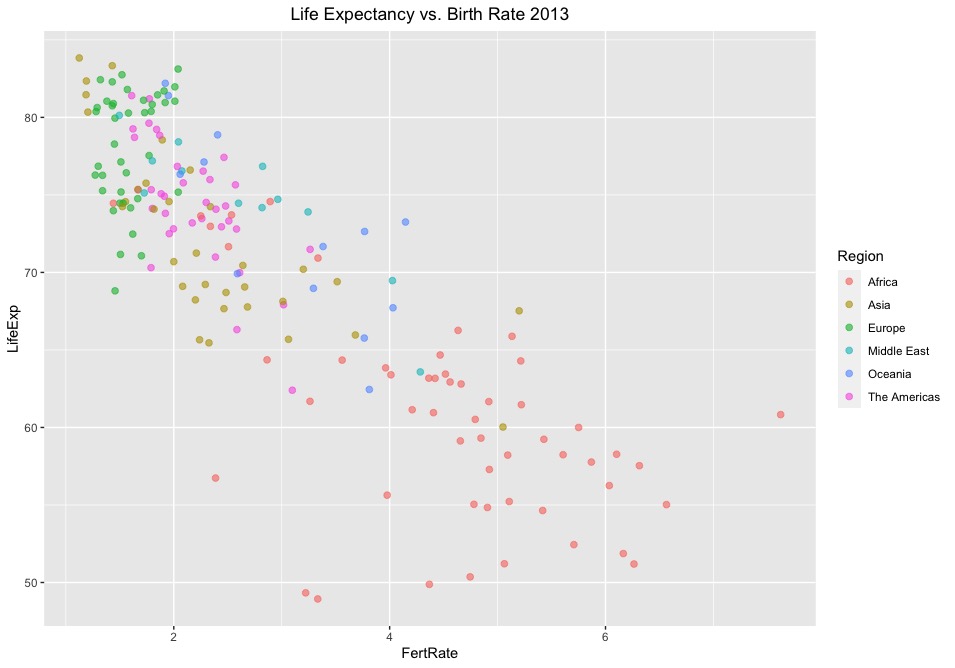 Life Expectancy vs. Birth Rate 2013
LifeExp
80
70
60
50
2
4
6
FertRate
Region
Africa
Asia
Europe
Middle East
Oceania
The Americas